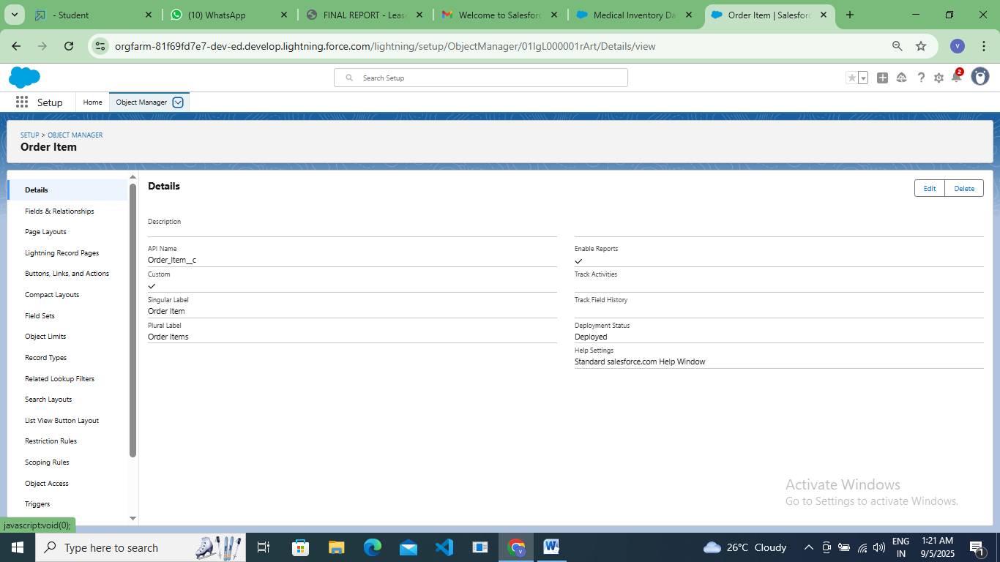 - Student
(10) WhatsApp
FINAL REPORT - Lease
Welcome to Salesforc
Medical Inventory Da
Order Item | Salesforc
orgfarm-81f69fd7e7-dev-ed.develop.lightning.force.com/lightning/setup/ObjectManager/01IgL000001rArt/Details/view
V
Search Setup
2
Setup
Home
Object Manager
SETUP > OBJECT MANAGER
Order Item
Details
Fields & Relationships
Page Layouts
Lightning Record Pages
Buttons, Links, and Actions
Compact Layouts
Field Sets
Object Limits
Record Types
Related Lookup Filters
Search Layouts
List View Button Layout
Restriction Rules
Scoping Rules
Object Access
Triggers
Details
Edit
Delete
Description
API Name
Order_Item__c
Custom
Singular Label
Order Item
Plural Label
Order Items
Enable Reports
Track Activities
Track Field History
Deployment Status
Deployed
Help Settings
Standard salesforce.com Help Window
Activate Windows
Go to Settings to activate Windows.
javascript:void(0);
Type here to search
26°C Cloudy
ENG
IN
1:21 AM
9/5/2025
1